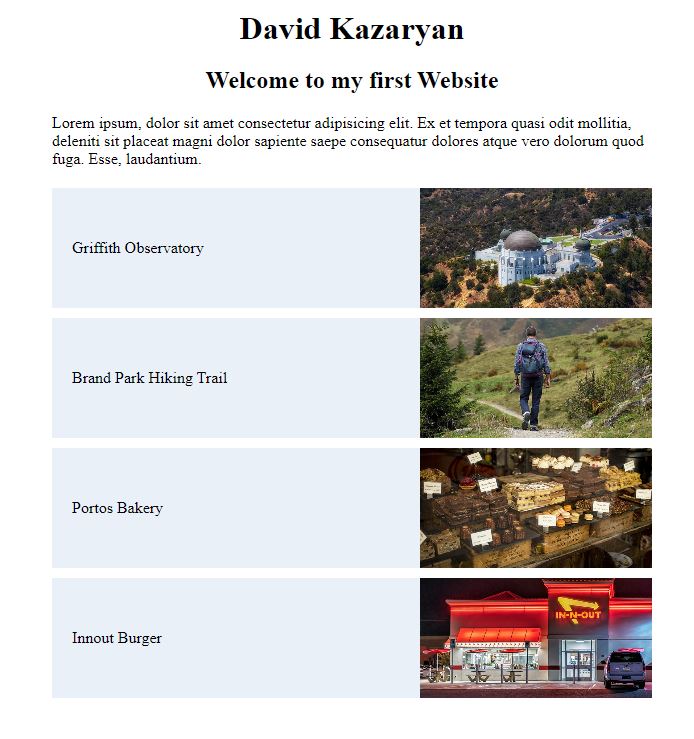 David Kazaryan
Welcome to my first Website
Lorem ipsum, dolor sit amet consectetur adipisicing elit. Ex et tempora quasi odit mollitia,
deleniti sit placeat magni dolor sapiente saepe consequatur dolores atque vero dolorum quod
fuga. Esse, laudantium.
Griffith Observatory
Brand Park Hiking Trail
Portos Bakery
Innout Burger
IN-N-OUT